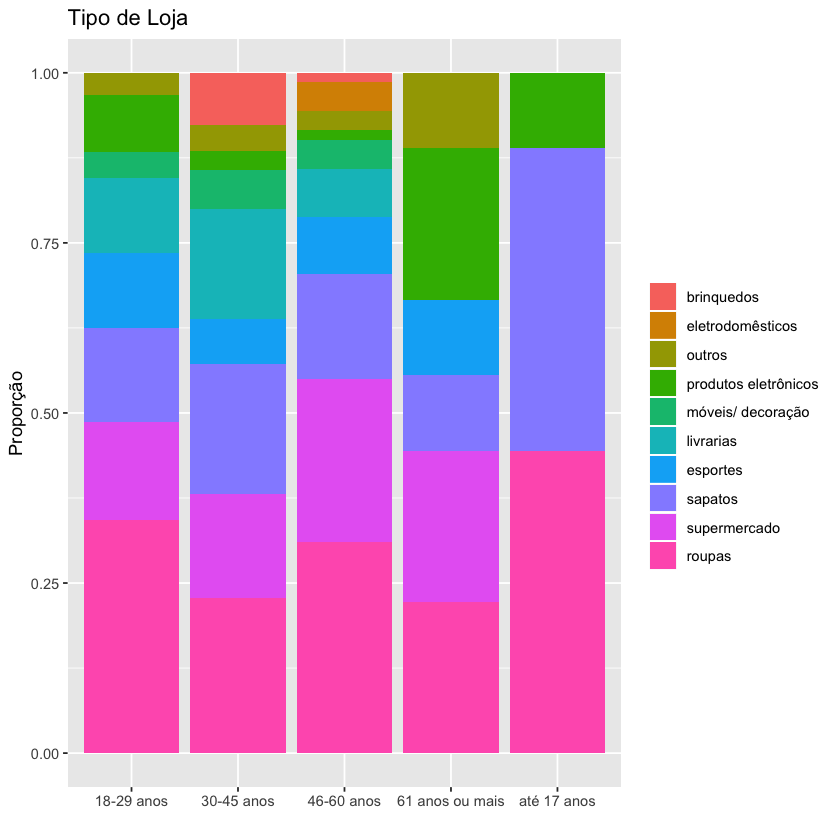 Tipo de Loja
1.00
0.75
0.50
0.25
0.00
Proporção
18-29 anos
30-45 anos
46-60 anos
61 anos ou mais
até 17 anos
brinquedos
eletrodomêsticos
outros
produtos eletrônicos
móveis/ decoração
livrarias
esportes
sapatos
supermercado
roupas